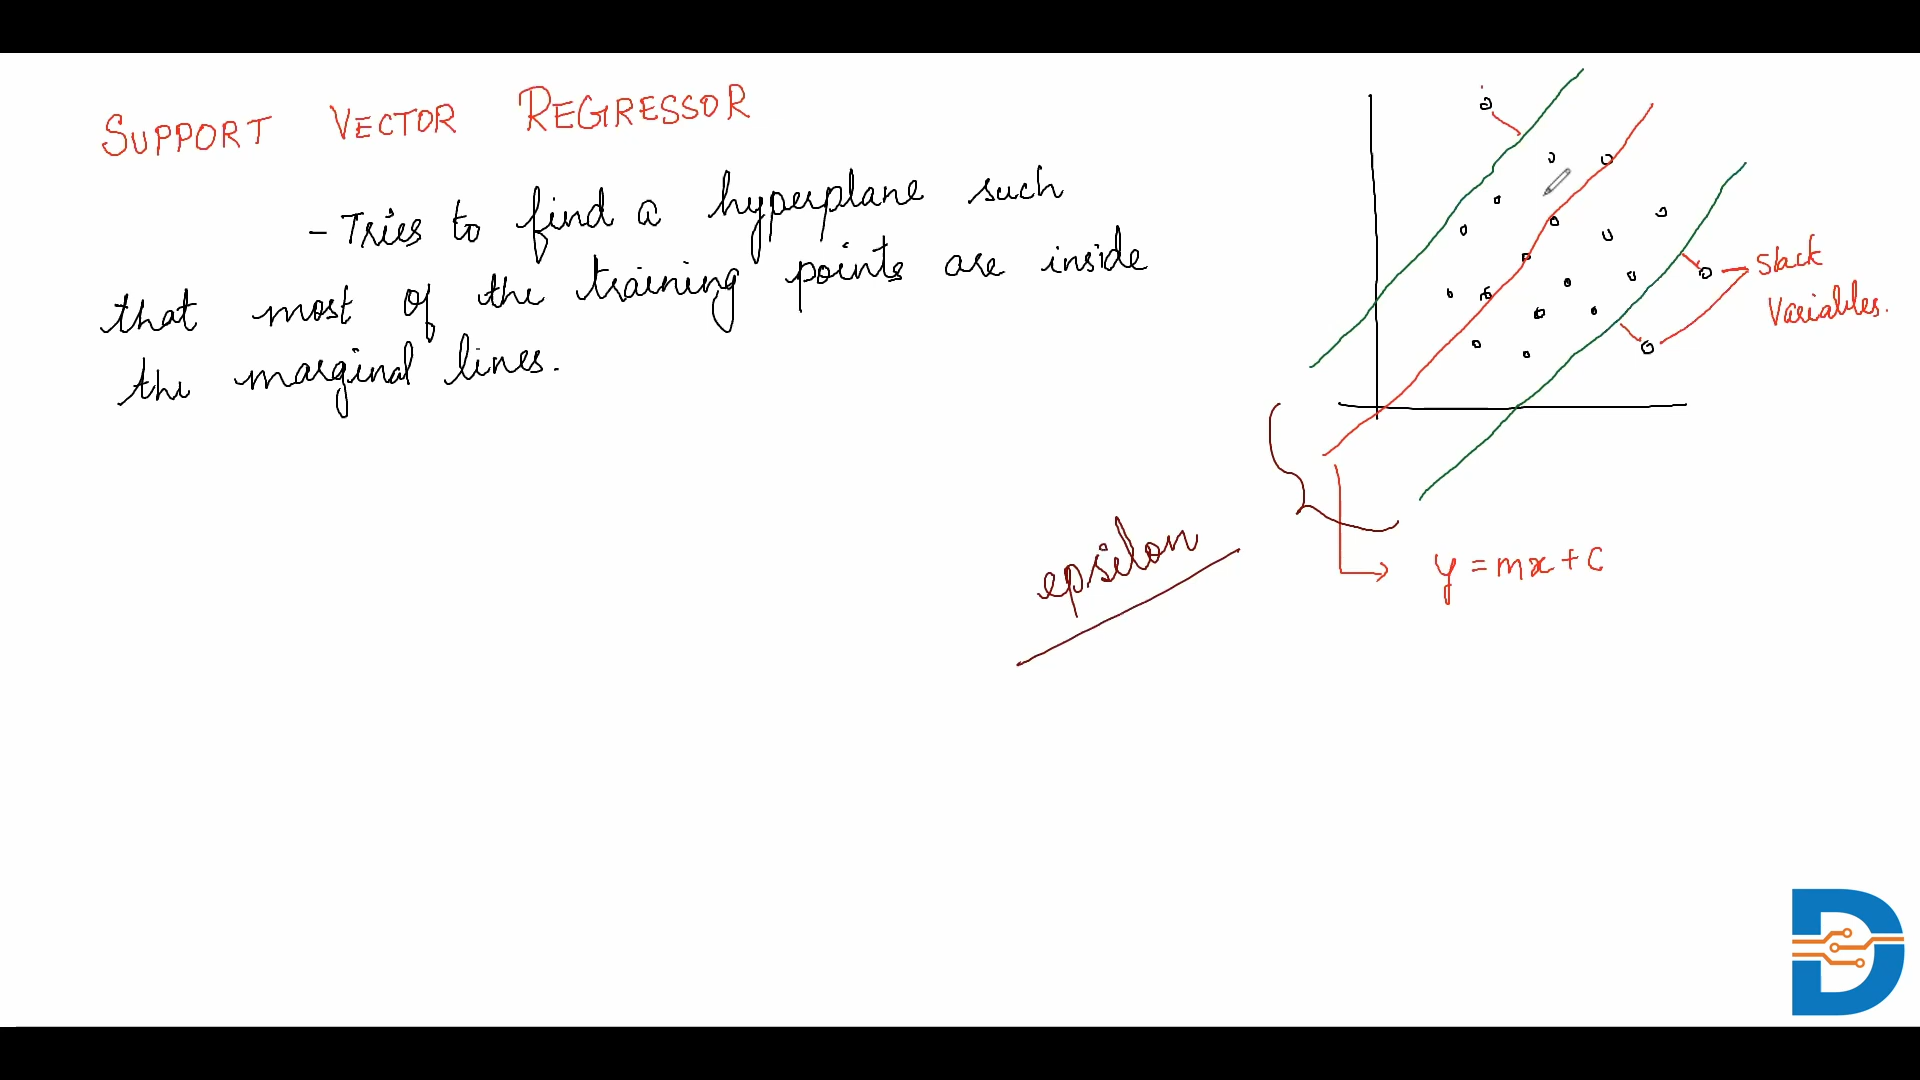 SUPPORT VECTOR REGRESSOR
- Tries to find a hyperplane such
that most of the training points are inside
the marginal lines.
Slack
Variables.
epsilon
y = mx + c